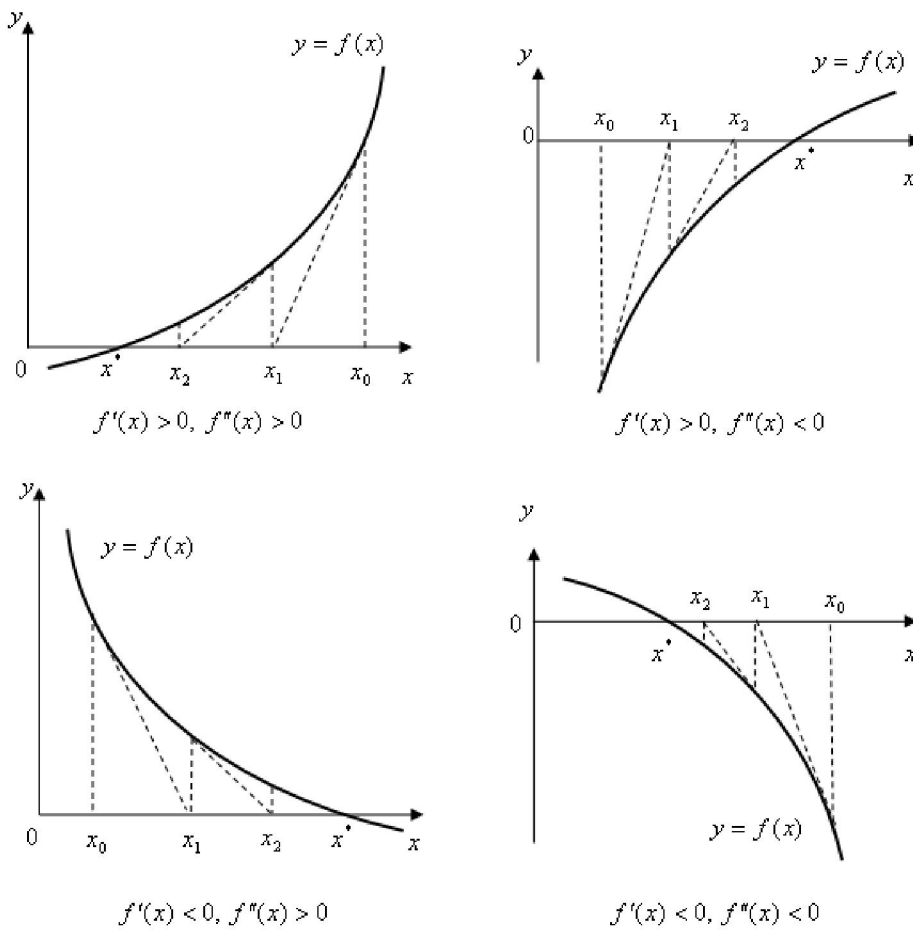 y
y = f(x)
0
x*
x₂
x₁
x₀
x
f'(x) > 0, f"(x) > 0
y
y = f(x)
x₀
x₁
x₂
0
x*
x
f'(x) > 0, f"(x) < 0
y
y = f(x)
0
x₀
x₁
x₂
x*
x
f'(x) < 0, f"(x) > 0
y
x₂
x₁
x₀
0
x*
x
y = f(x)
f'(x) < 0, f"(x) < 0